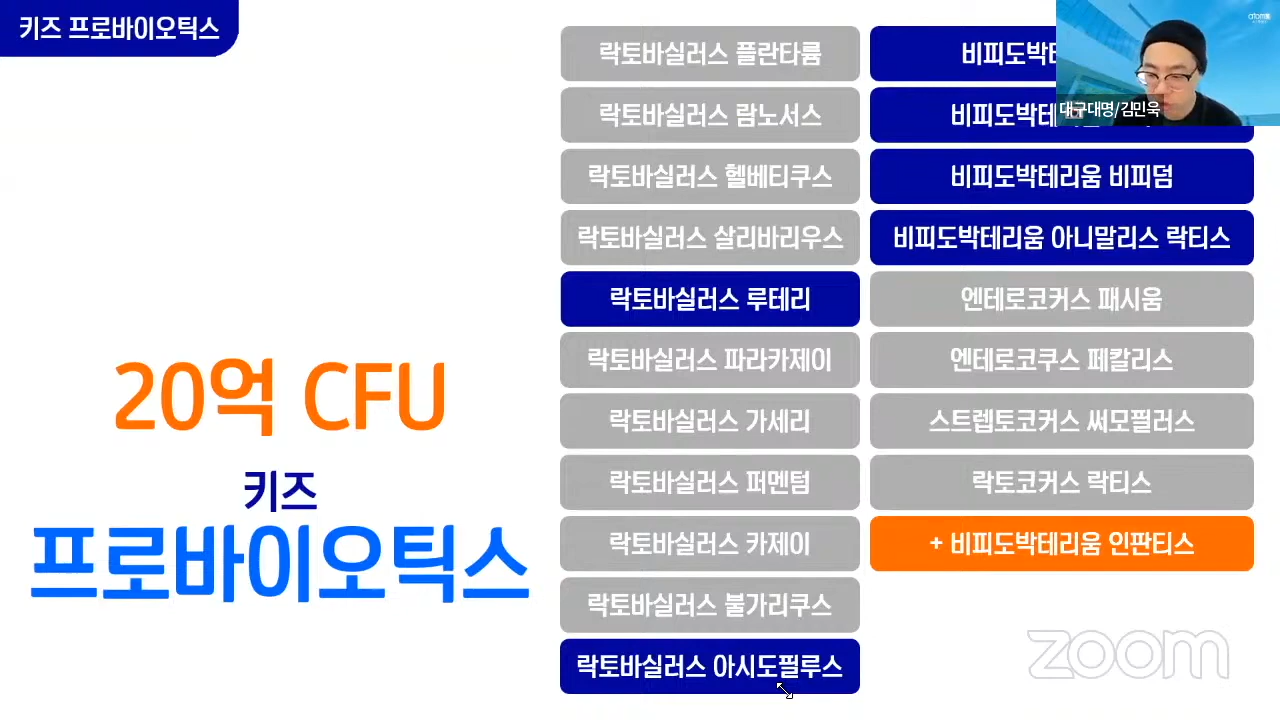 키즈 프로바이오틱스
20억 CFU
키즈
프로바이오틱스
락토바실러스 플란타룸
락토바실러스 람노서스
락토바실러스 헬베티쿠스
락토바실러스 살리바리우스
락토바실러스 루테리
락토바실러스 파라카제이
락토바실러스 가세리
락토바실러스 퍼멘텀
락토바실러스 카제이
락토바실러스 불가리쿠스
락토바실러스 아시도필루스
비피도박테리움 비피덤
비피도박테리움 아니말리스 락티스
엔테로코커스 패시움
엔테로코쿠스 페칼리스
스트렙토코커스 써모필러스
락토코커스 락티스
+ 비피도박테리움 인판티스
atom
대구대명/김민욱
zoom